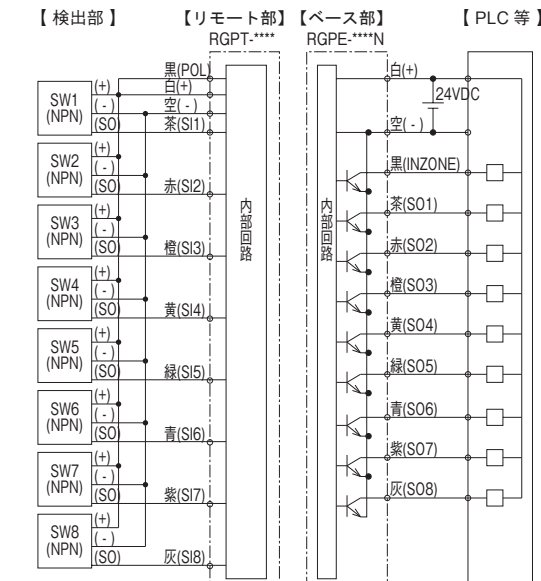 【 検出部 】 【リモート部】【ベース部】 【 PLC 等 】
RGPT-**** RGPE-****N
黒(POL)
白(+)
空( - )
茶(SI1)
SW1
(NPN)
(+)
( - )
(SO)
SW2
(NPN)
(+)
( - )
(SO)
赤(SI2)
SW3
(NPN)
(+)
( - )
(SO)
橙(SI3)
SW4
(NPN)
(+)
( - )
(SO)
黄(SI4)
SW5
(NPN)
(+)
( - )
(SO)
緑(SI5)
SW6
(NPN)
(+)
( - )
(SO)
青(SI6)
SW7
(NPN)
(+)
( - )
(SO)
紫(SI7)
SW8
(NPN)
(+)
( - )
(SO)
灰(SI8)
内部回路
内部回路
白(+)
24VDC
空( - )
黒(INZONE)
茶(SO1)
赤(SO2)
橙(SO3)
黄(SO4)
緑(SO5)
青(SO6)
紫(SO7)
灰(SO8)